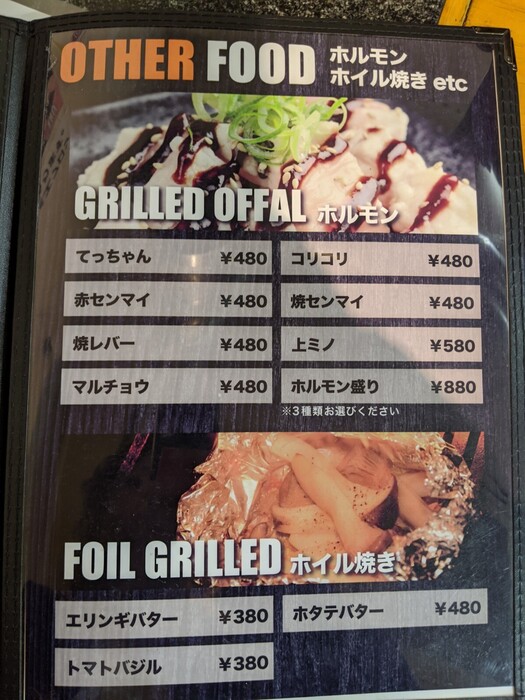 OTHER FOOD ホルモン
ホイル焼き etc
GRILLED OFFAL ホルモン
てっちゃん ¥480
コリコリ ¥480
赤センマイ ¥480
焼センマイ ¥480
焼レバー ¥480
上ミノ ¥580
マルチョウ ¥480
ホルモン盛り ¥880
※3種類お選びください
FOIL GRILLED ホイル焼き
エリンギバター ¥380
ホタテバター ¥480
トマトバジル ¥380